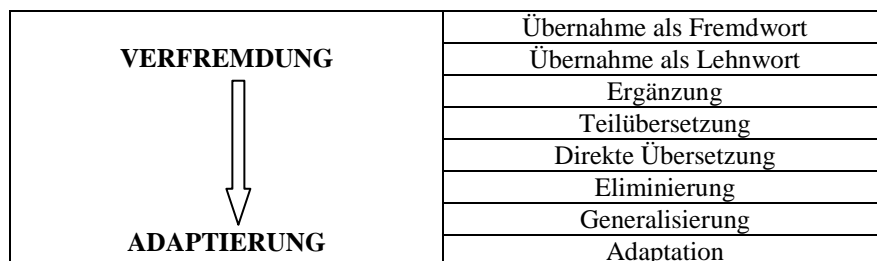 VERFREMDUNG
ADAPTIERUNG
Übernahme als Fremdwort
Übernahme als Lehnwort
Ergänzung
Teilübersetzung
Direkte Übersetzung
Eliminierung
Generalisierung
Adaptation